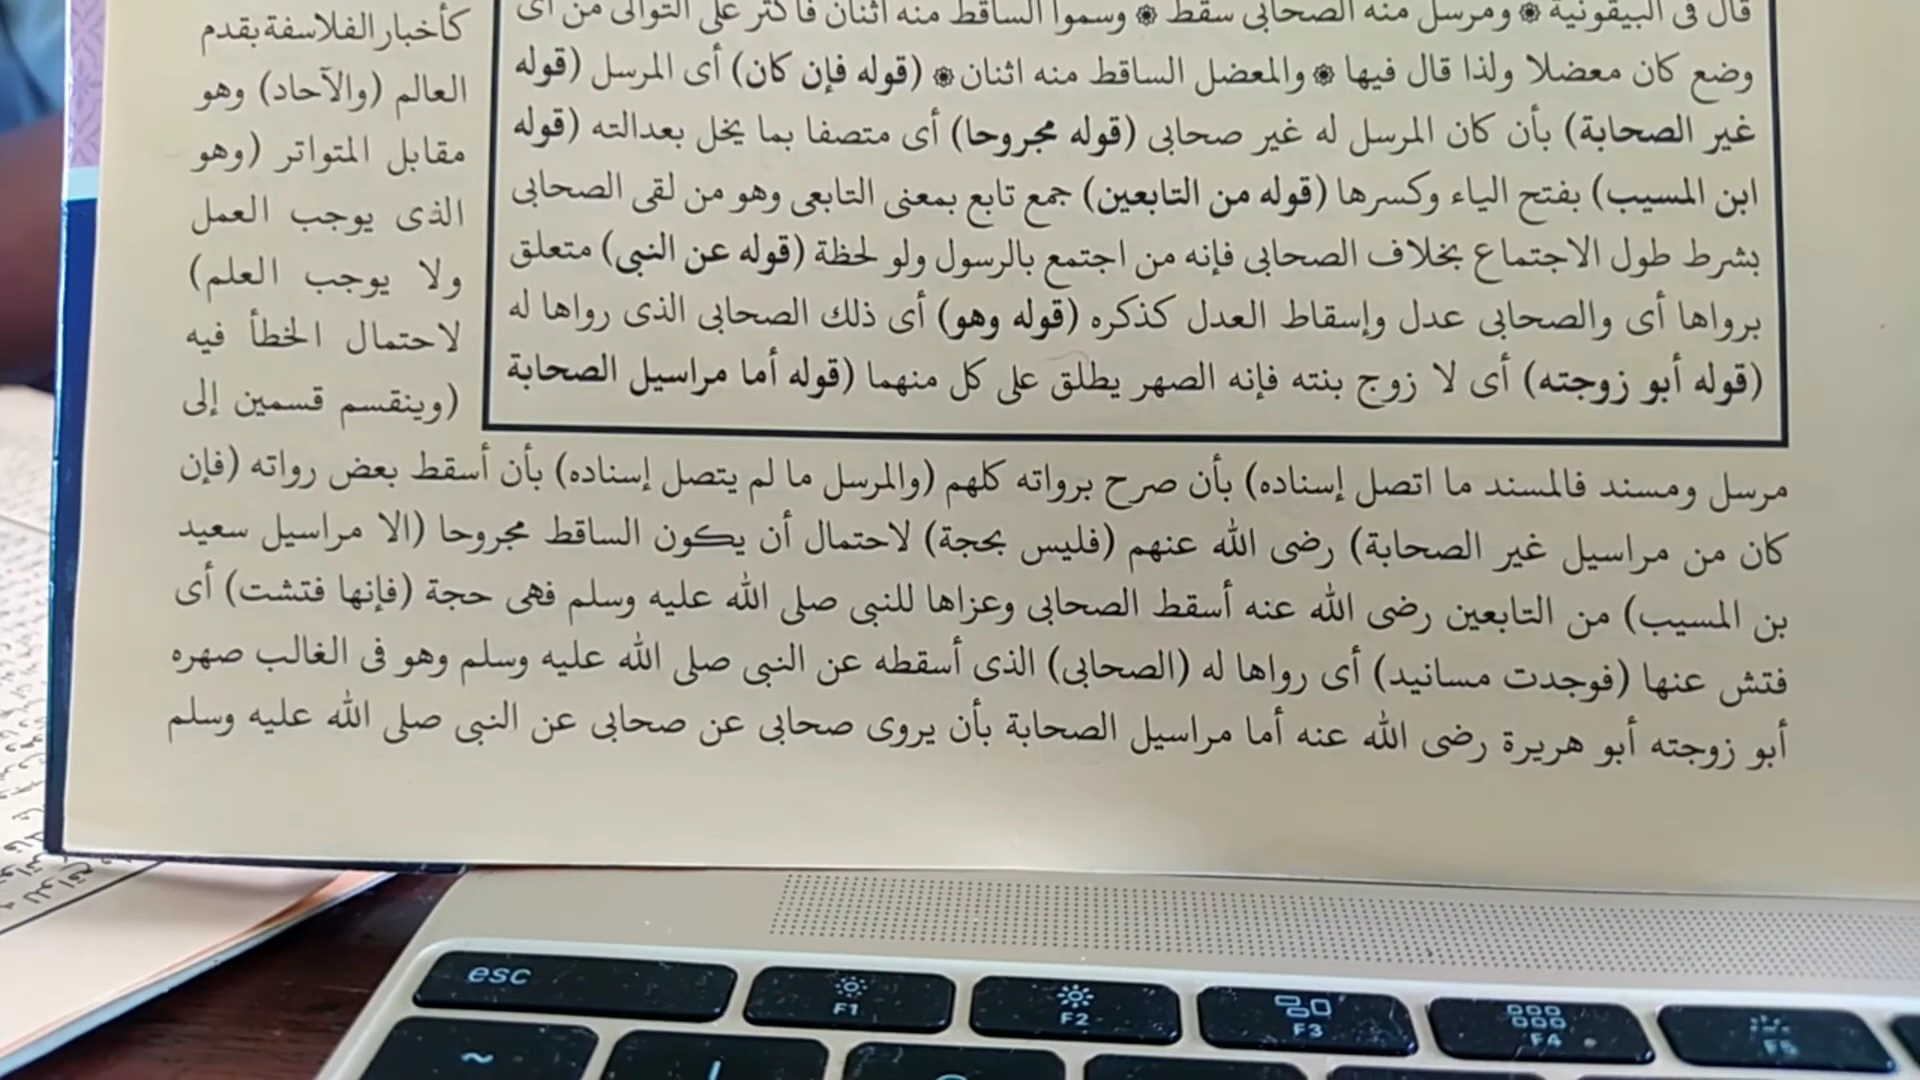 قال فى البيقونية ۞ ومرسل منه الصحابى سقط ۞ وسموا الساقط منه اثنان فأكثر على التوالى من أى
وضع كان معضلا ولذا قال فيها ۞ والمعضل الساقط منه اثنان ۞ (قوله فإن كان) أى المرسل (قوله
غير الصحابة) بأن كان المرسل له غير صحابى (قوله مجروحا) أى متصفا بما يخل بعدالته (قوله
ابن المسيب) بفتح الياء وكسرها (قوله من التابعين) جمع تابع بمعنى التابعى وهو من لقى الصحابى
بشرط طول الاجتماع بخلاف الصحابى فإنه من اجتمع بالرسول ولو لحظة (قوله عن النبى) متعلق
برواها أى والصحابى عدل وإسقاط العدل كذكره (قوله وهو) أى ذلك الصحابى الذى رواها له
(قوله أبو زوجته) أى لا زوج بنته فإنه الصهر يطلق على كل منهما (قوله أما مراسيل الصحابة
كأخبار الفلاسفة بقدم
العالم (والآحاد) وهو
مقابل المتواتر (وهو
الذى يوجب العمل
ولا يوجب العلم)
لاحتمال الخطأ فيه
(وينقسم قسمين إلى
مرسل ومسند فالمسند ما اتصل إسناده) بأن صرح برواته كلهم (والمرسل ما لم يتصل إسناده) بأن أسقط بعض رواته (فإن
كان من مراسيل غير الصحابة) رضى الله عنهم (فليس بحجة) لاحتمال أن يكون الساقط مجروحا (الا مراسيل سعيد
بن المسيب) من التابعين رضى الله عنه أسقط الصحابى وعزاها للنبى صلى الله عليه وسلم فهى حجة (فإنها فتشت) أى
فتش عنها (فوجدت مسانيد) أى رواها له (الصحابى) الذى أسقطه عن النبى صلى الله عليه وسلم وهو فى الغالب صهره
أبو زوجته أبو هريرة رضى الله عنه أما مراسيل الصحابة بأن يروى صحابى عن صحابى عن النبى صلى الله عليه وسلم
esc
F1
F2
F3
F4
F5
~